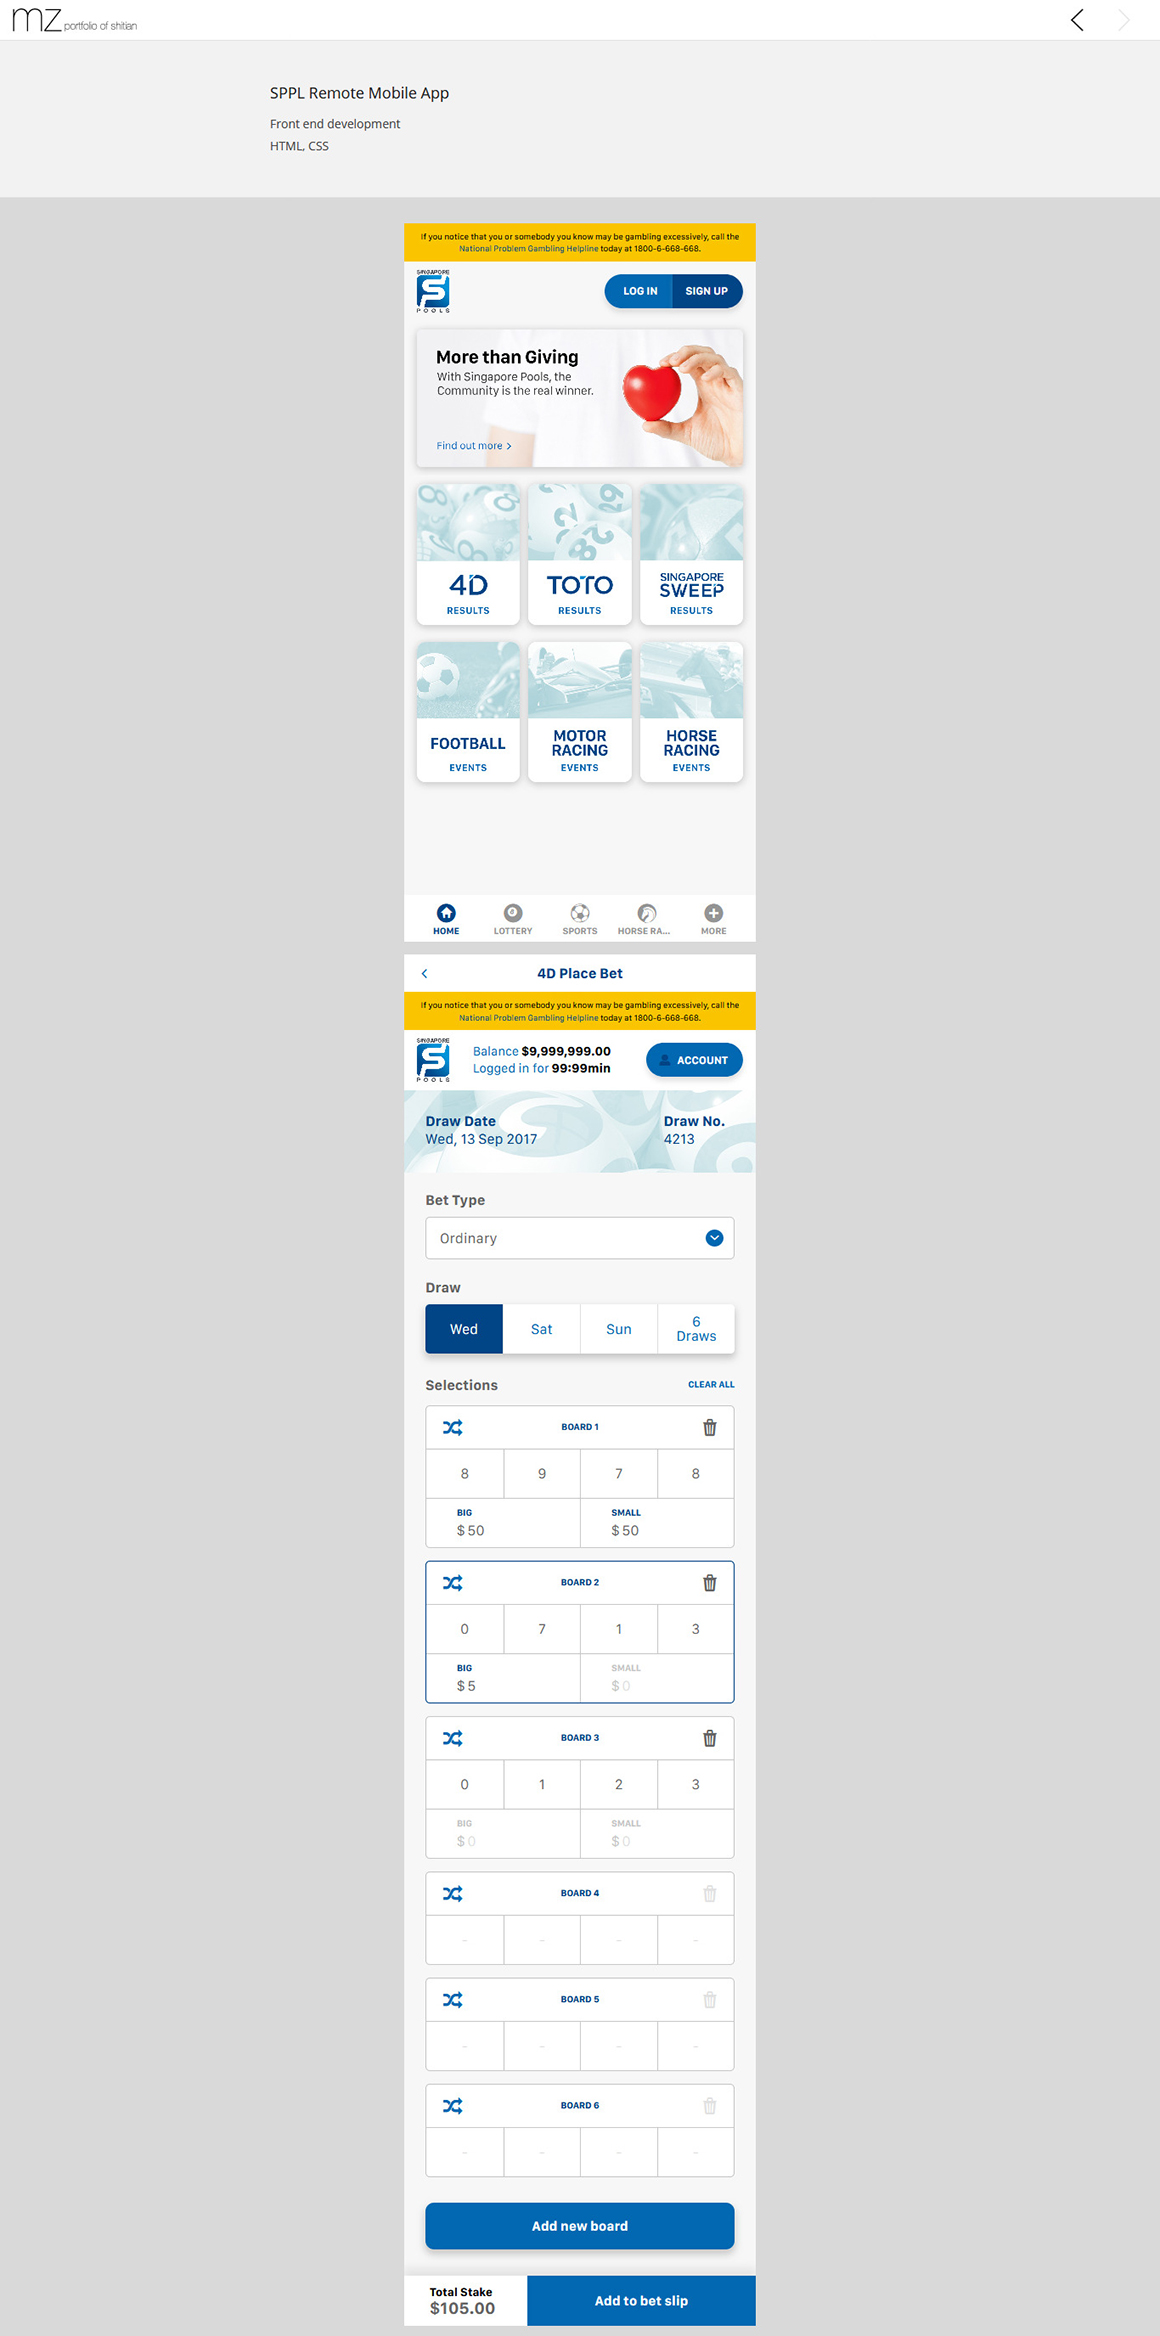 mz portfolio of shitian
SPPL Remote Mobile App
Front end development
HTML, CSS
If you notice that you or somebody you know may be gambling excessively, call the
National Problem Gambling Helpline today at 1800-6-668-668.
SINGAPORE
POOLS
LOG IN
SIGN UP
More than Giving
With Singapore Pools, the
Community is the real winner.
Find out more >
4D
RESULTS
TOTO
RESULTS
SINGAPORE
SWEEP
RESULTS
FOOTBALL
EVENTS
MOTOR
RACING
EVENTS
HORSE
RACING
EVENTS
HOME
LOTTERY
SPORTS
HORSE RA...
MORE
4D Place Bet
If you notice that you or somebody you know may be gambling excessively, call the
National Problem Gambling Helpline today at 1800-6-668-668.
SINGAPORE
POOLS
Balance $9,999,999.00
Logged in for 99:99min
ACCOUNT
Draw Date
Wed, 13 Sep 2017
Draw No.
4213
Bet Type
Ordinary
Draw
Wed
Sat
Sun
6
Draws
Selections
CLEAR ALL
BOARD 1
8 9 7 8
BIG
$ 50
SMALL
$ 50
BOARD 2
0 7 1 3
BIG
$ 5
SMALL
$ 0
BOARD 3
0 1 2 3
BIG
$ 0
SMALL
$ 0
BOARD 4
- - - -
BOARD 5
- - - -
BOARD 6
- - - -
Add new board
Total Stake
$105.00
Add to bet slip